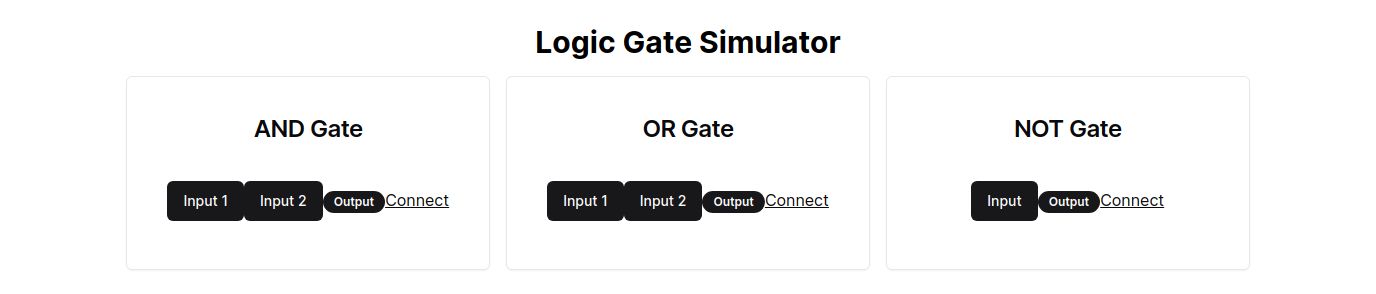 Logic Gate Simulator
AND Gate
Input 1 Input 2 Output Connect
OR Gate
Input 1 Input 2 Output Connect
NOT Gate
Input Output Connect